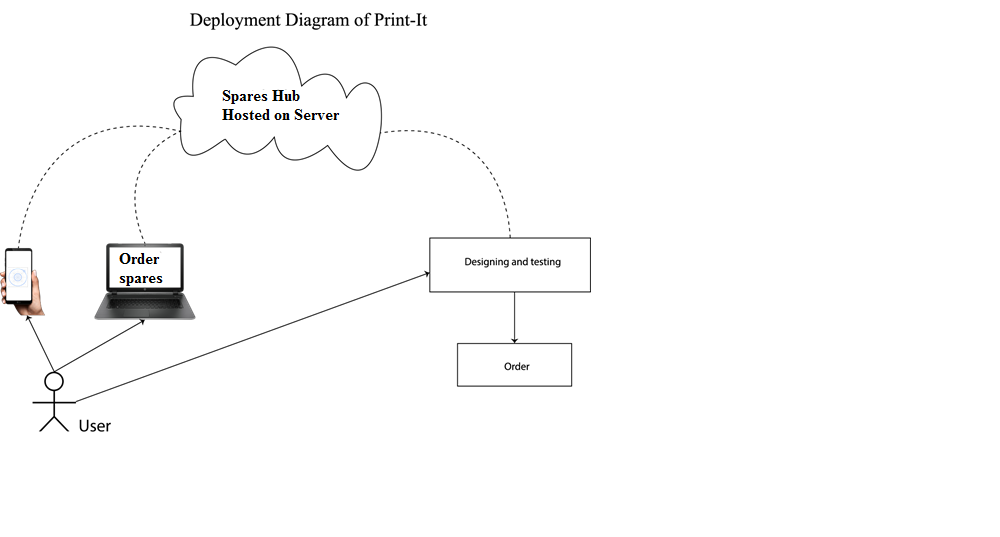 Deployment Diagram of Print-It
Spares Hub
Hosted on Server
Order
spares
Designing and testing
Order
User